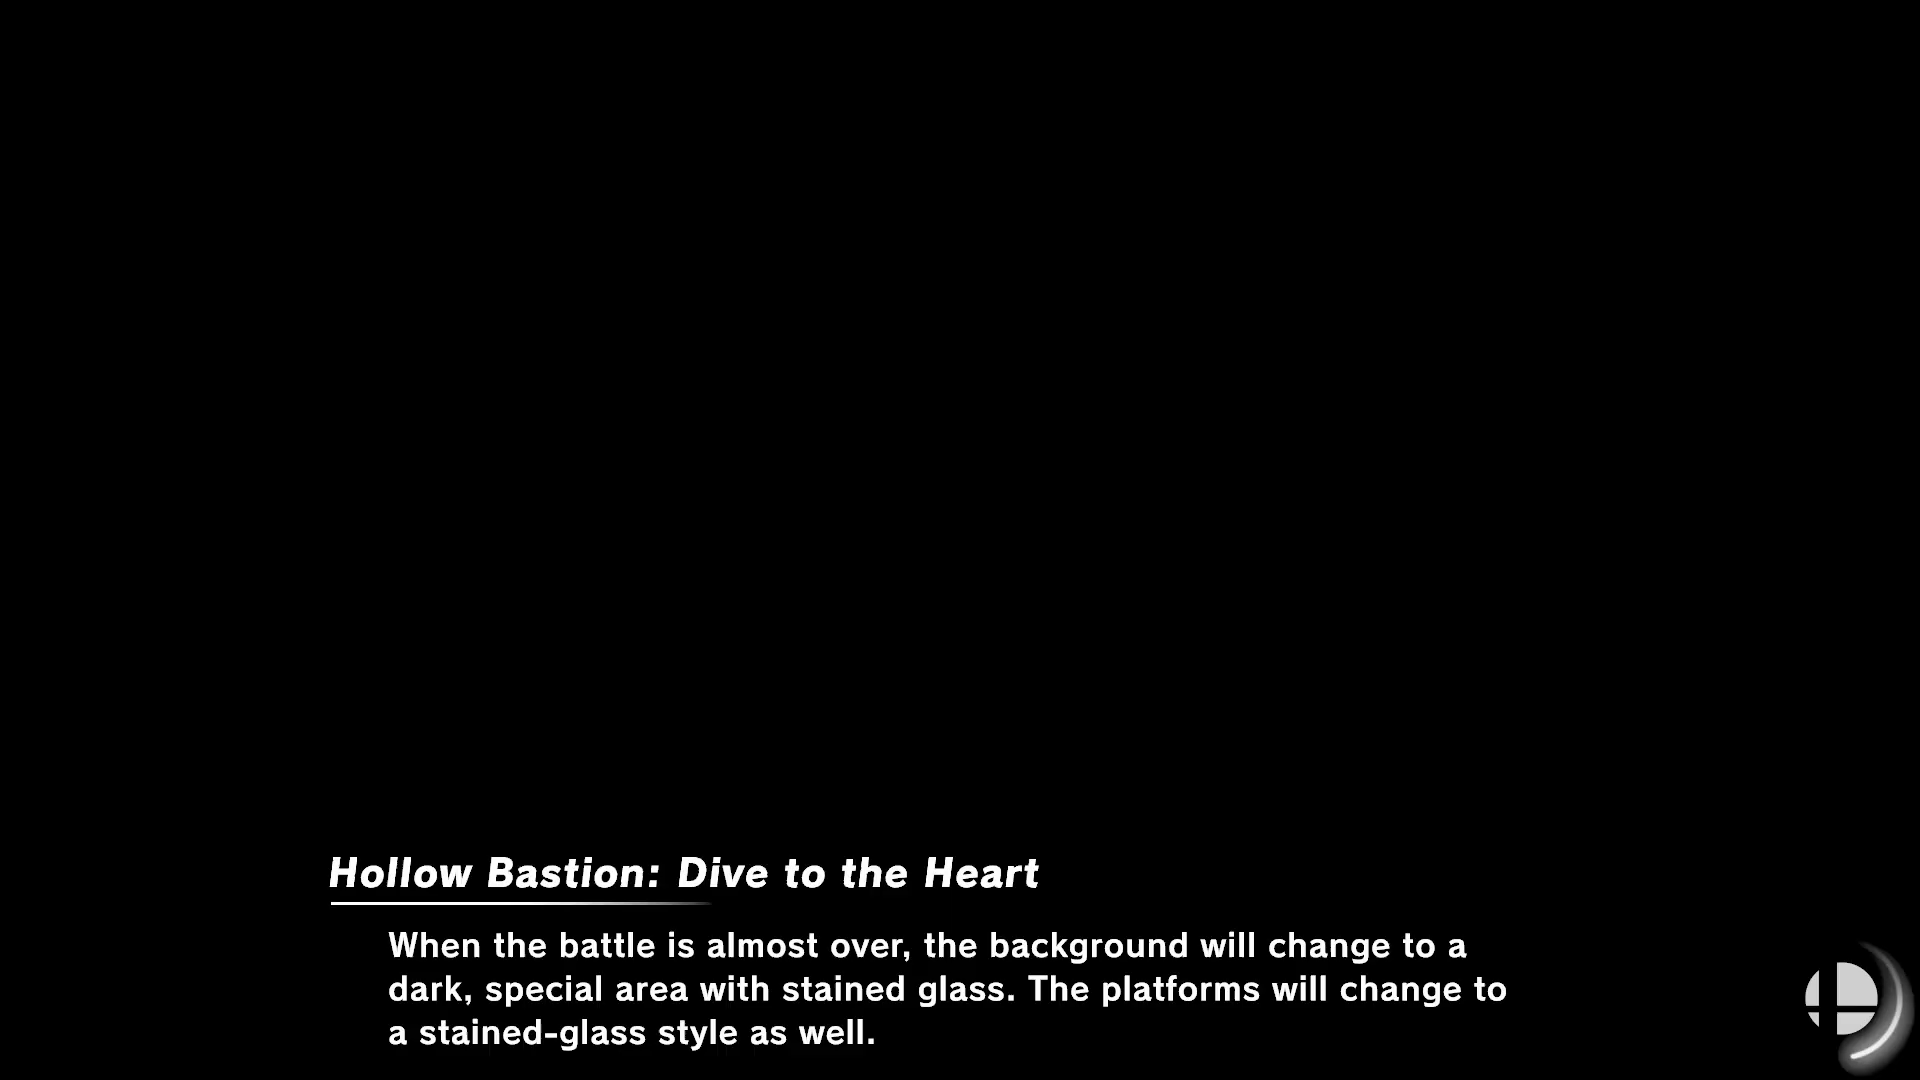 Hollow Bastion: Dive to the Heart
When the battle is almost over, the background will change to a
dark, special area with stained glass. The platforms will change to
a stained-glass style as well.